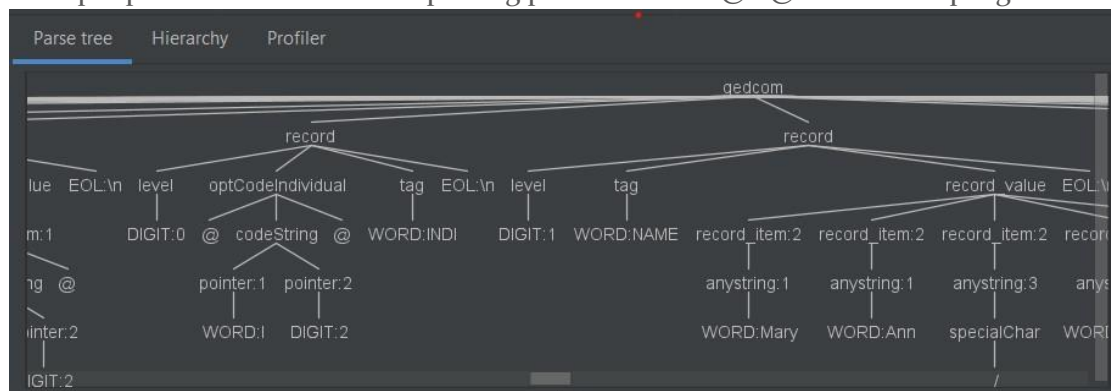 Parse tree Hierarchy Profiler
gedcom
record record
lue EOL:\n level optCodeIndividual tag EOL:\n level tag record_value EOL:\
m:1 DIGIT:0 @ codeString @ WORD:INDI DIGIT:1 WORD:NAME record_item:2 record_item:2 record_item:2 recor
ng @ pointer:1 pointer:2 anystring:1 anystring:1 anystring:3 anys
inter:2 WORD:I DIGIT:2 WORD:Mary WORD:Ann specialChar WOR
IGIT:2 /